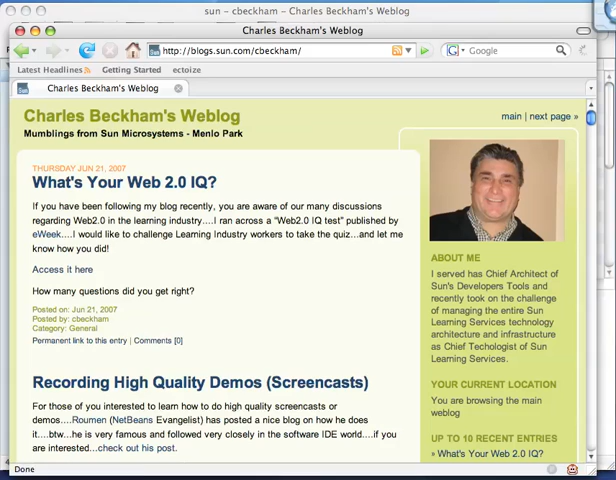 sun – cbeckham – Charles Beckham's Weblog
Charles Beckham's Weblog
http://blogs.sun.com/cbeckham/
Google
Latest Headlines
Getting Started
ectoize
Charles Beckham's Weblog
Charles Beckham's Weblog
Mumblings from Sun Microsystems - Menlo Park
main | next page »
THURSDAY JUN 21, 2007
What's Your Web 2.0 IQ?
If you have been following my blog recently, you are aware of our many discussions
regarding Web2.0 in the learning industry....I ran across a "Web2.0 IQ test" published by
eWeek....I would like to challenge Learning Industry workers to take the quiz...and let me
know how you did!
Access it here
How many questions did you get right?
Posted on: Jun 21, 2007
Posted by: cbeckham
Category: General
Permanent link to this entry | Comments [0]
Recording High Quality Demos (Screencasts)
For those of you interested to learn how to do high quality screencasts or
demos....Roumen (NetBeans Evangelist) has posted a nice blog on how he does
it....btw...he is very famous and followed very closely in the software IDE world....if you
are interested...check out his post.
ABOUT ME
I served has Chief Architect of
Sun's Developers Tools and
recently took on the challenge
of managing the entire Sun
Learning Services technology
architecture and infrastructure
as Chief Techologist of Sun
Learning Services.
YOUR CURRENT LOCATION
You are browsing the main
weblog
UP TO 10 RECENT ENTRIES
» What's Your Web 2.0 IQ?
Done